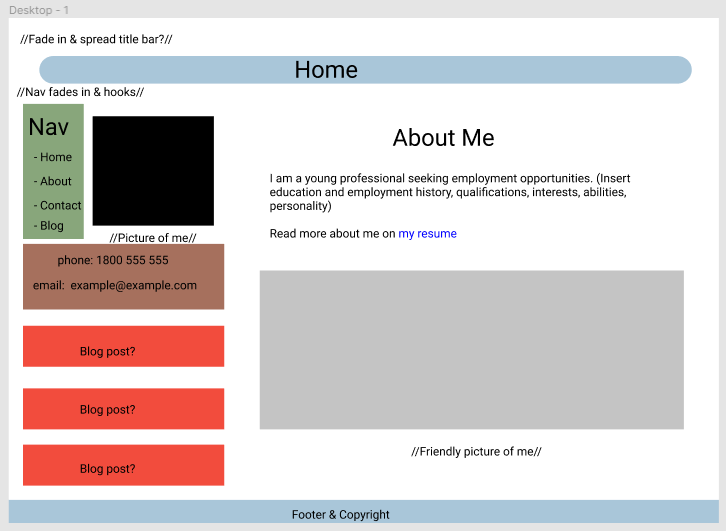 Desktop - 1
//Fade in & spread title bar?//
Home
//Nav fades in & hooks//
Nav
- Home
- About
- Contact
- Blog
//Picture of me//
phone: 1800 555 555
email:  example@example.com
Blog post?
Blog post?
Blog post?
About Me
I am a young professional seeking employment opportunities. (Insert
education and employment history, qualifications, interests, abilities,
personality)
Read more about me on my resume
//Friendly picture of me//
Footer & Copyright